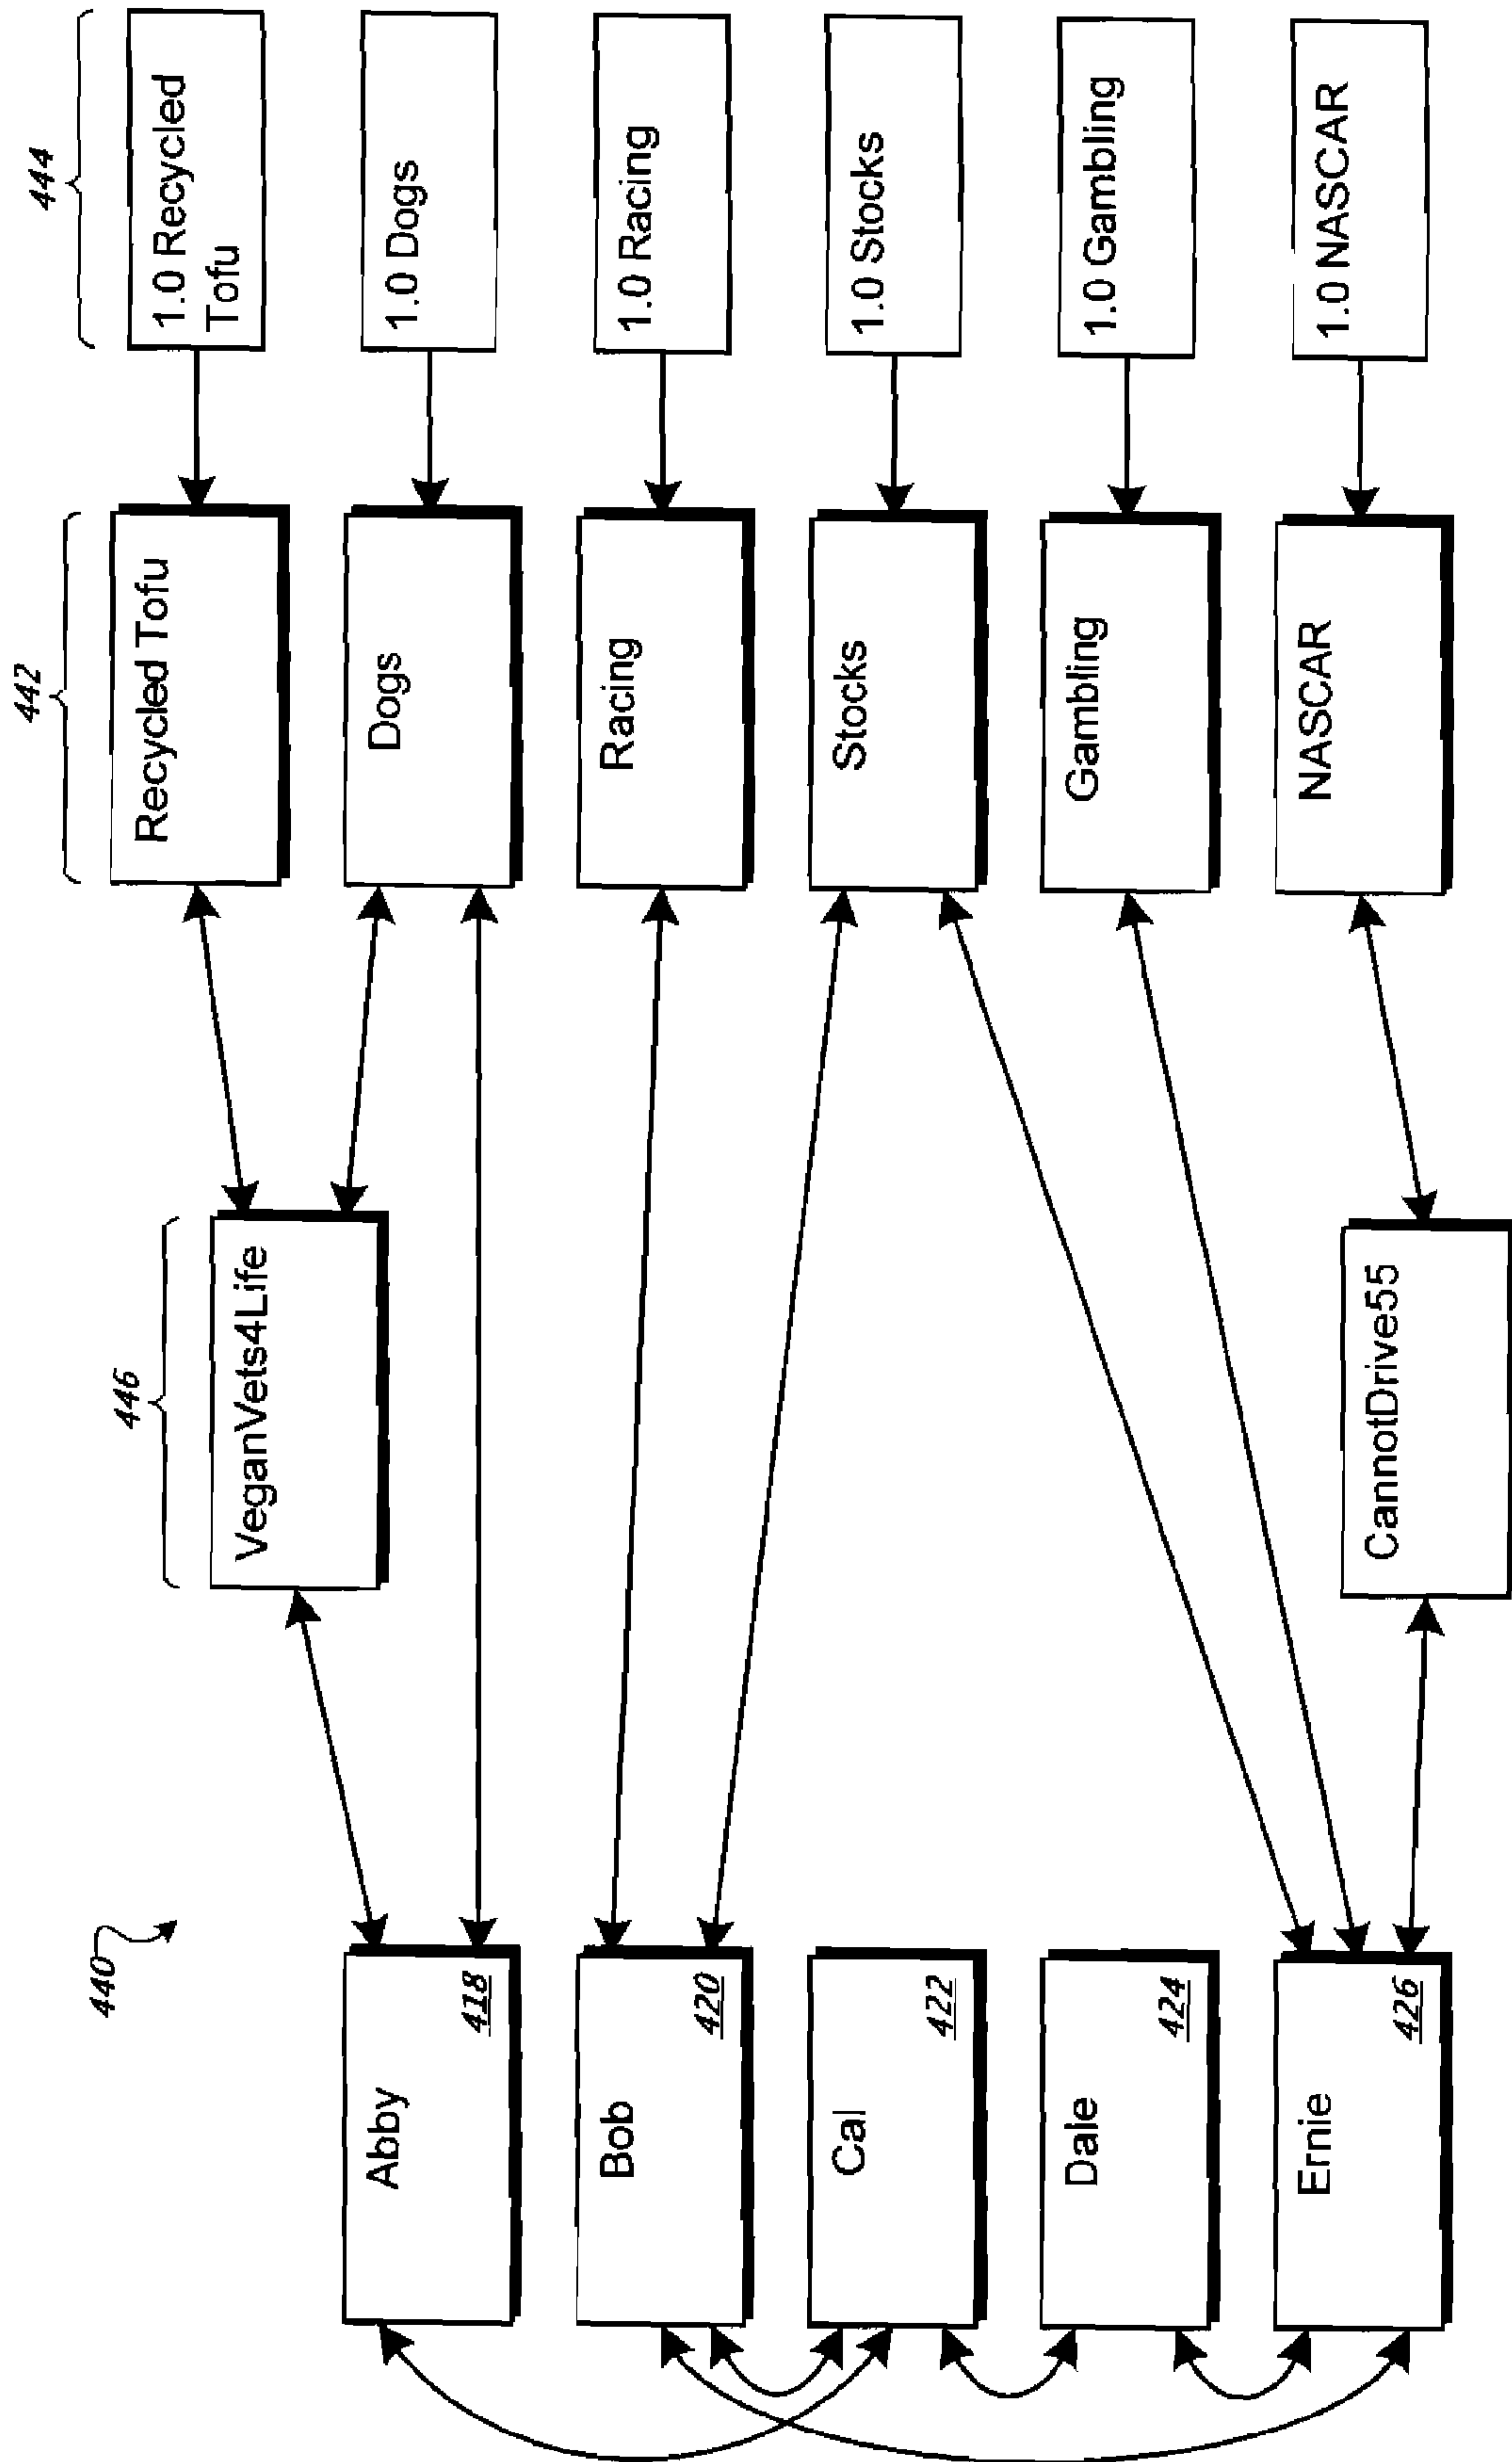 440
446
442
444
VeganVets4Life
Recycled Tofu
1.0 Recycled
Tofu
Abby
418
Dogs
1.0 Dogs
Bob
420
Racing
1.0 Racing
Cal
422
Stocks
1.0 Stocks
Dale
424
Gambling
1.0 Gambling
Ernie
426
CannotDrive55
NASCAR
1.0 NASCAR